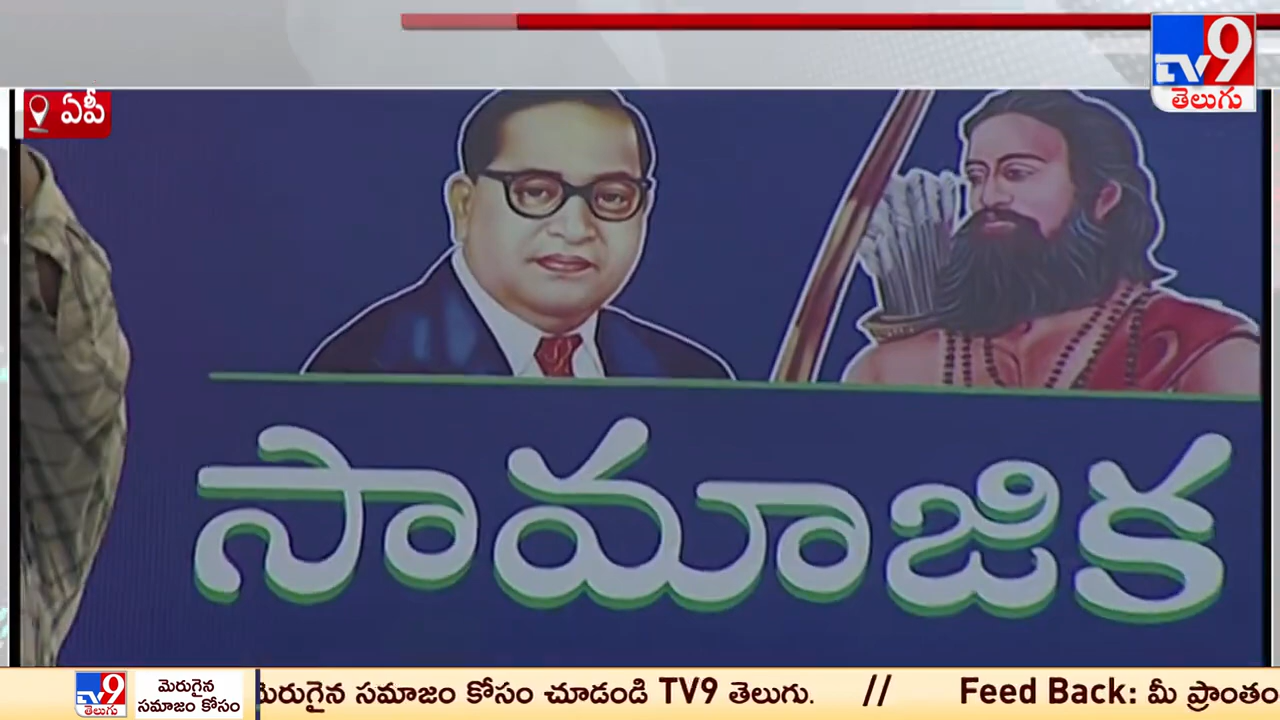 TV9
తెలుగు
ఏపీ
సామాజిక
TV9
తెలుగు
మెరుగైన
సమాజం కోసం
మెరుగైన సమాజం కోసం చూడండి TV9 తెలుగు. // Feed Back: మీ ప్రాంతం